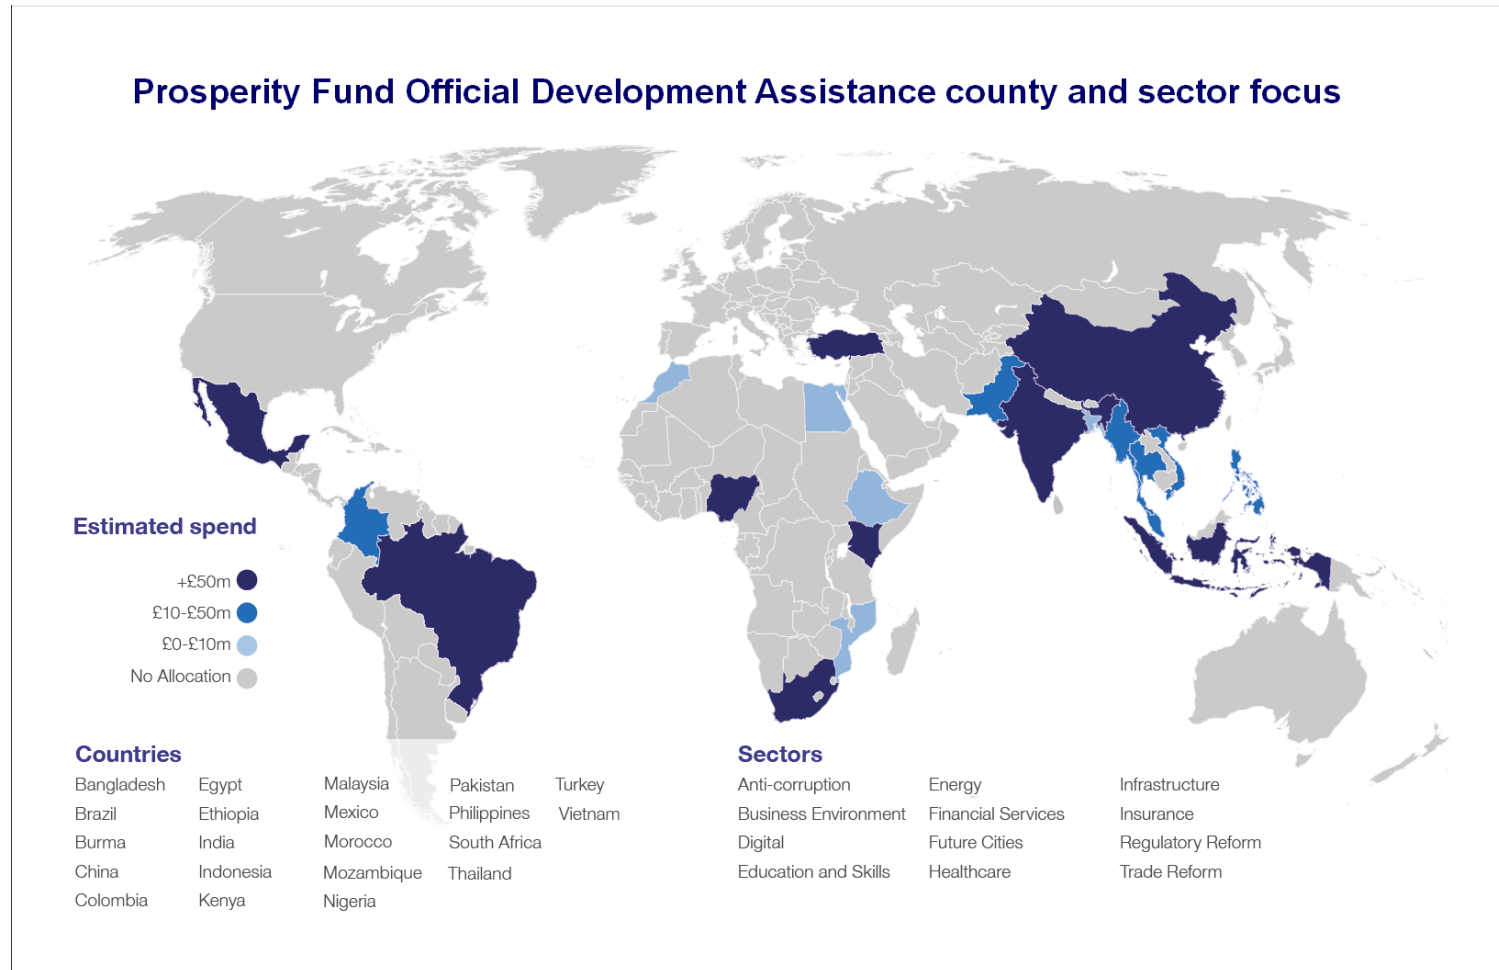 Prosperity Fund Official Development Assistance county and sector focus
Estimated spend
+£50m
£10-£50m
£0-£10m
No Allocation
Countries
Bangladesh
Brazil
Burma
China
Colombia
Egypt
Ethiopia
India
Indonesia
Kenya
Malaysia
Mexico
Morocco
Mozambique
Nigeria
Pakistan
Philippines
South Africa
Thailand
Turkey
Vietnam
Sectors
Anti-corruption
Business Environment
Digital
Education and Skills
Energy
Financial Services
Future Cities
Healthcare
Infrastructure
Insurance
Regulatory Reform
Trade Reform